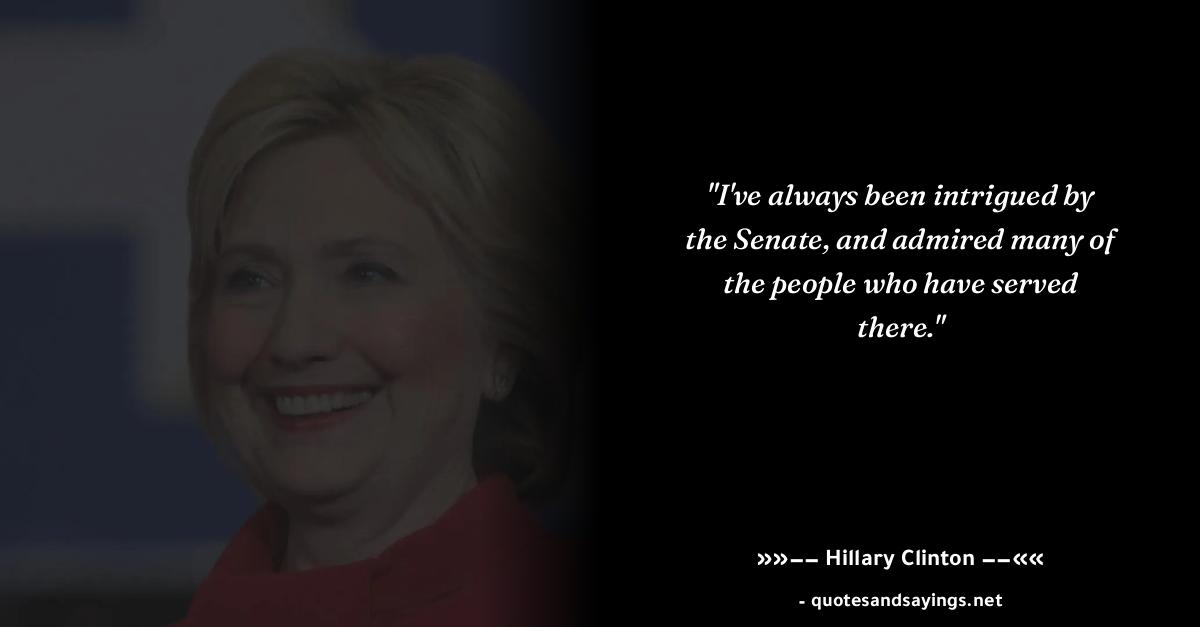 "I've always been intrigued by
the Senate, and admired many of
the people who have served
there."
»»−− Hillary Clinton −−««
- quotesandsayings.net